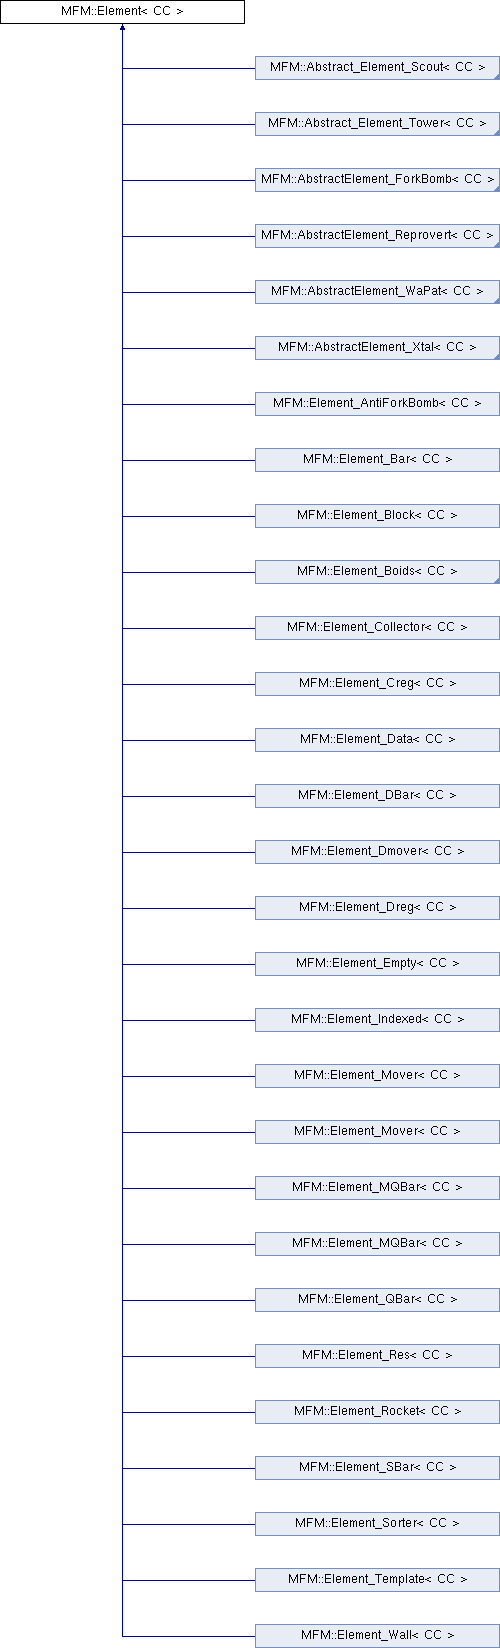 MFM::Element< CC >
MFM::Abstract_Element_Scout< CC >
MFM::Abstract_Element_Tower< CC >
MFM::AbstractElement_ForkBomb< CC >
MFM::AbstractElement_Reprovert< CC >
MFM::AbstractElement_WaPat< CC >
MFM::AbstractElement_Xtal< CC >
MFM::Element_AntiForkBomb< CC >
MFM::Element_Bar< CC >
MFM::Element_Block< CC >
MFM::Element_Boids< CC >
MFM::Element_Collector< CC >
MFM::Element_Creg< CC >
MFM::Element_Data< CC >
MFM::Element_DBar< CC >
MFM::Element_Dmover< CC >
MFM::Element_Dreg< CC >
MFM::Element_Empty< CC >
MFM::Element_Indexed< CC >
MFM::Element_Mover< CC >
MFM::Element_Mover< CC >
MFM::Element_MQBar< CC >
MFM::Element_MQBar< CC >
MFM::Element_QBar< CC >
MFM::Element_Res< CC >
MFM::Element_Rocket< CC >
MFM::Element_SBar< CC >
MFM::Element_Sorter< CC >
MFM::Element_Template< CC >
MFM::Element_Wall< CC >